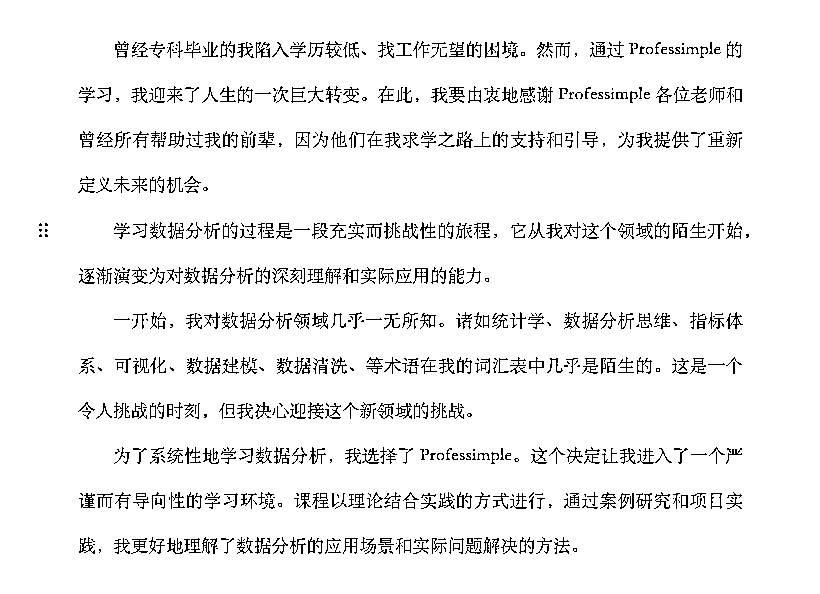 曾经专科毕业的我陷入学历较低、找工作无望的困境。然而，通过 Professimple 的
学习，我迎来了人生的一次巨大转变。在此，我要由衷地感谢 Professimple 各位老师和
曾经所有帮助过我的前辈，因为他们在我求学之路上的支持和引导，为我提供了重新
定义未来的机会。
学习数据分析的过程是一段充实而挑战性的旅程，它从我对这个领域的陌生开始，
逐渐演变为对数据分析的深刻理解和实际应用的能力。
一开始，我对数据分析领域几乎一无所知。诸如统计学、数据分析思维、指标体
系、可视化、数据建模、数据清洗、等术语在我的词汇表中几乎是陌生的。这是一个
令人挑战的时刻，但我决心迎接这个新领域的挑战。
为了系统性地学习数据分析，我选择了 Professimple。这个决定让我进入了一个严
谨而有导向性的学习环境。课程以理论结合实践的方式进行，通过案例研究和项目实
践，我更好地理解了数据分析的应用场景和实际问题解决的方法。